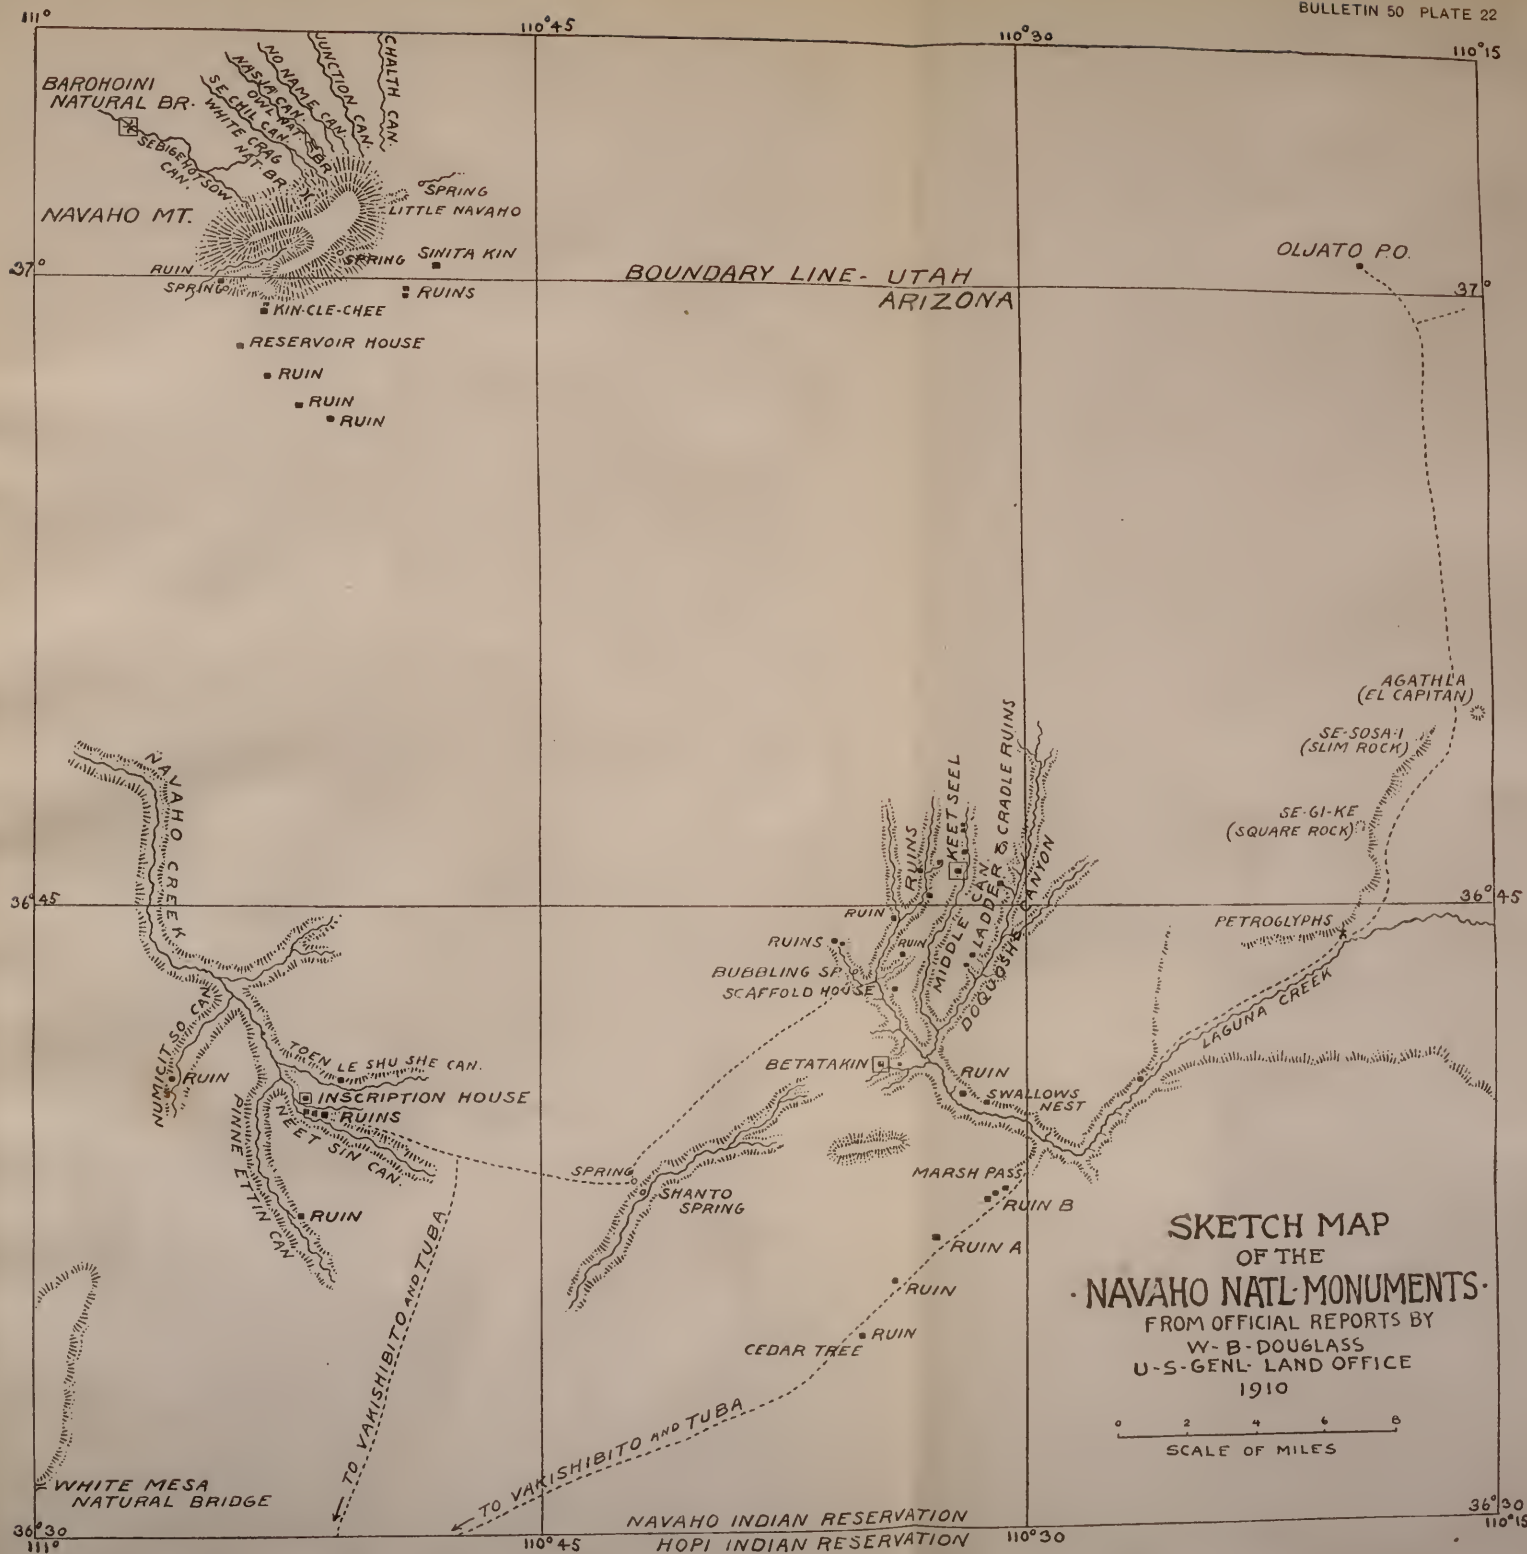 BULLETIN 50 PLATE 22
111°
110°45
110°30
110°15
BAROHOINI
NATURAL BR.
SEBIGEHOTSOW
CAN.
WHITE CRAG
NAT. BR
SE CHIL CAN.
NASJA CAN.
OWL NAT. BR
NO NAME CAN.
JUNCTION CAN.
CHALTH CAN.
SPRING
LITTLE NAVAHO
NAVAHO MT.
SPRING
SINITA KIN
OLJATO P.O.
37°
RUIN
SPRING
BOUNDARY LINE- UTAH
ARIZONA
37°
RUINS
KIN-CLE-CHEE
RESERVOIR HOUSE
RUIN
RUIN
RUIN
AGATHLA
(EL CAPITAN)
SE-SOSA-I
(SLIM ROCK)
SE-GI-KE
(SQUARE ROCK)
NAVAHO CREEK
RUINS
KEET SEEL
MIDDLE CAN.
LADDER & CRADLE RUINS
DOQUOSHE CANYON
36°45
36°45
RUIN
RUINS
RUIN
PETROGLYPHS
BUBBLING SP.
SCAFFOLD HOUSE
LAGUNA CREEK
NUMICIT SO CAN
RUIN
TOEN LE SHU SHE CAN.
INSCRIPTION HOUSE
RUINS
NEET SIN CAN.
PINNE ETTIN CAN
RUIN
BETATAKIN
RUIN
SWALLOWS
NEST
SPRING
SHANTO
SPRING
MARSH PASS
RUIN B
RUIN A
RUIN
RUIN
CEDAR TREE
TO VAKISHIBITO AND TUBA
TO VAKISHIBITO AND TUBA
SKETCH MAP
OF THE
·NAVAHO NATL·MONUMENTS·
FROM OFFICIAL REPORTS BY
W-B-DOUGLASS
U-S-GENL- LAND OFFICE
1910
0 2 4 6 8
SCALE OF MILES
WHITE MESA
NATURAL BRIDGE
NAVAHO INDIAN RESERVATION
HOPI INDIAN RESERVATION
36°30
111°
110°45
110°30
36°30
110°15